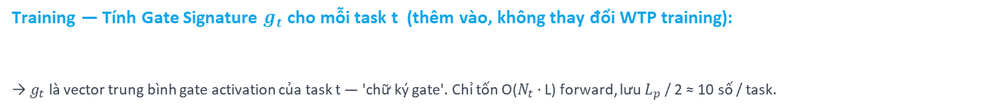 Training — Tính Gate Signature g_t cho mỗi task t (thêm vào, không thay đổi WTP training):
→ g_t là vector trung bình gate activation của task t — 'chữ ký gate'. Chỉ tốn O(N_t · L) forward, lưu L_p / 2 ≈ 10 số / task.